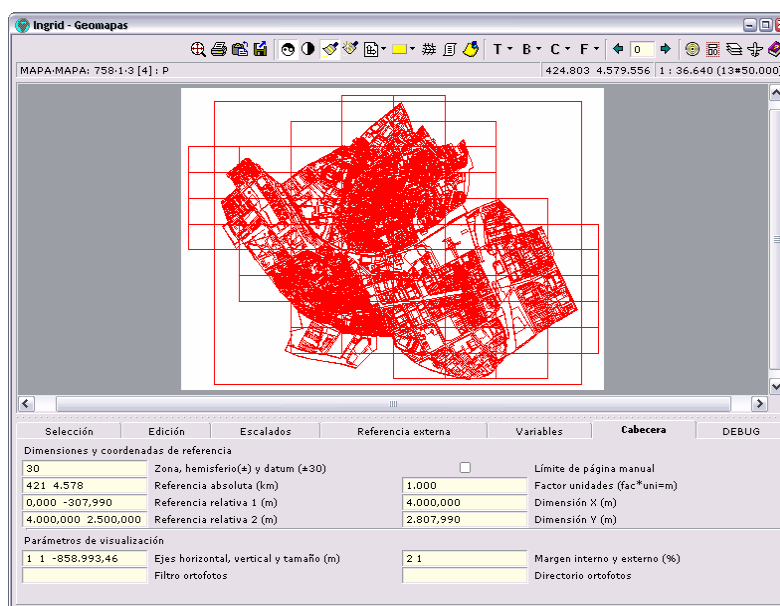 Ingrid - Geomapas
T B C F 0
MAPA·MAPA: 758·1·3 [4] : P 424.803 4.579.556 1 : 36.640 (13#50.000)
Selección Edición Escalados Referencia externa Variables Cabecera DEBUG
Dimensiones y coordenadas de referencia
30 Zona, hemisferio(±) y datum (±30) Límite de página manual
421 4.578 Referencia absoluta (km) 1.000 Factor unidades (fac*uni=m)
0,000 -307,990 Referencia relativa 1 (m) 4.000,000 Dimensión X (m)
4.000,000 2.500,000 Referencia relativa 2 (m) 2.807,990 Dimensión Y (m)
Parámetros de visualización
1 1 -858.993,46 Ejes horizontal, vertical y tamaño (m) 2 1 Margen interno y externo (%)
Filtro ortofotos Directorio ortofotos